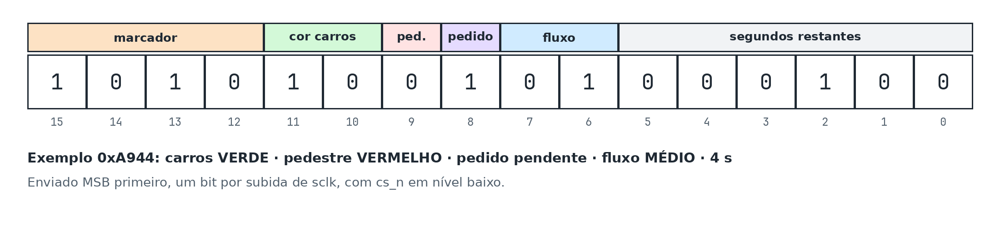 marcador cor carros ped. pedido fluxo segundos restantes
1 0 1 0 1 0 0 1 0 1 0 0 0 1 0 0
15 14 13 12 11 10 9 8 7 6 5 4 3 2 1 0
Exemplo 0xA944: carros VERDE · pedestre VERMELHO · pedido pendente · fluxo MÉDIO · 4 s
Enviado MSB primeiro, um bit por subida de sclk, com cs_n em nível baixo.